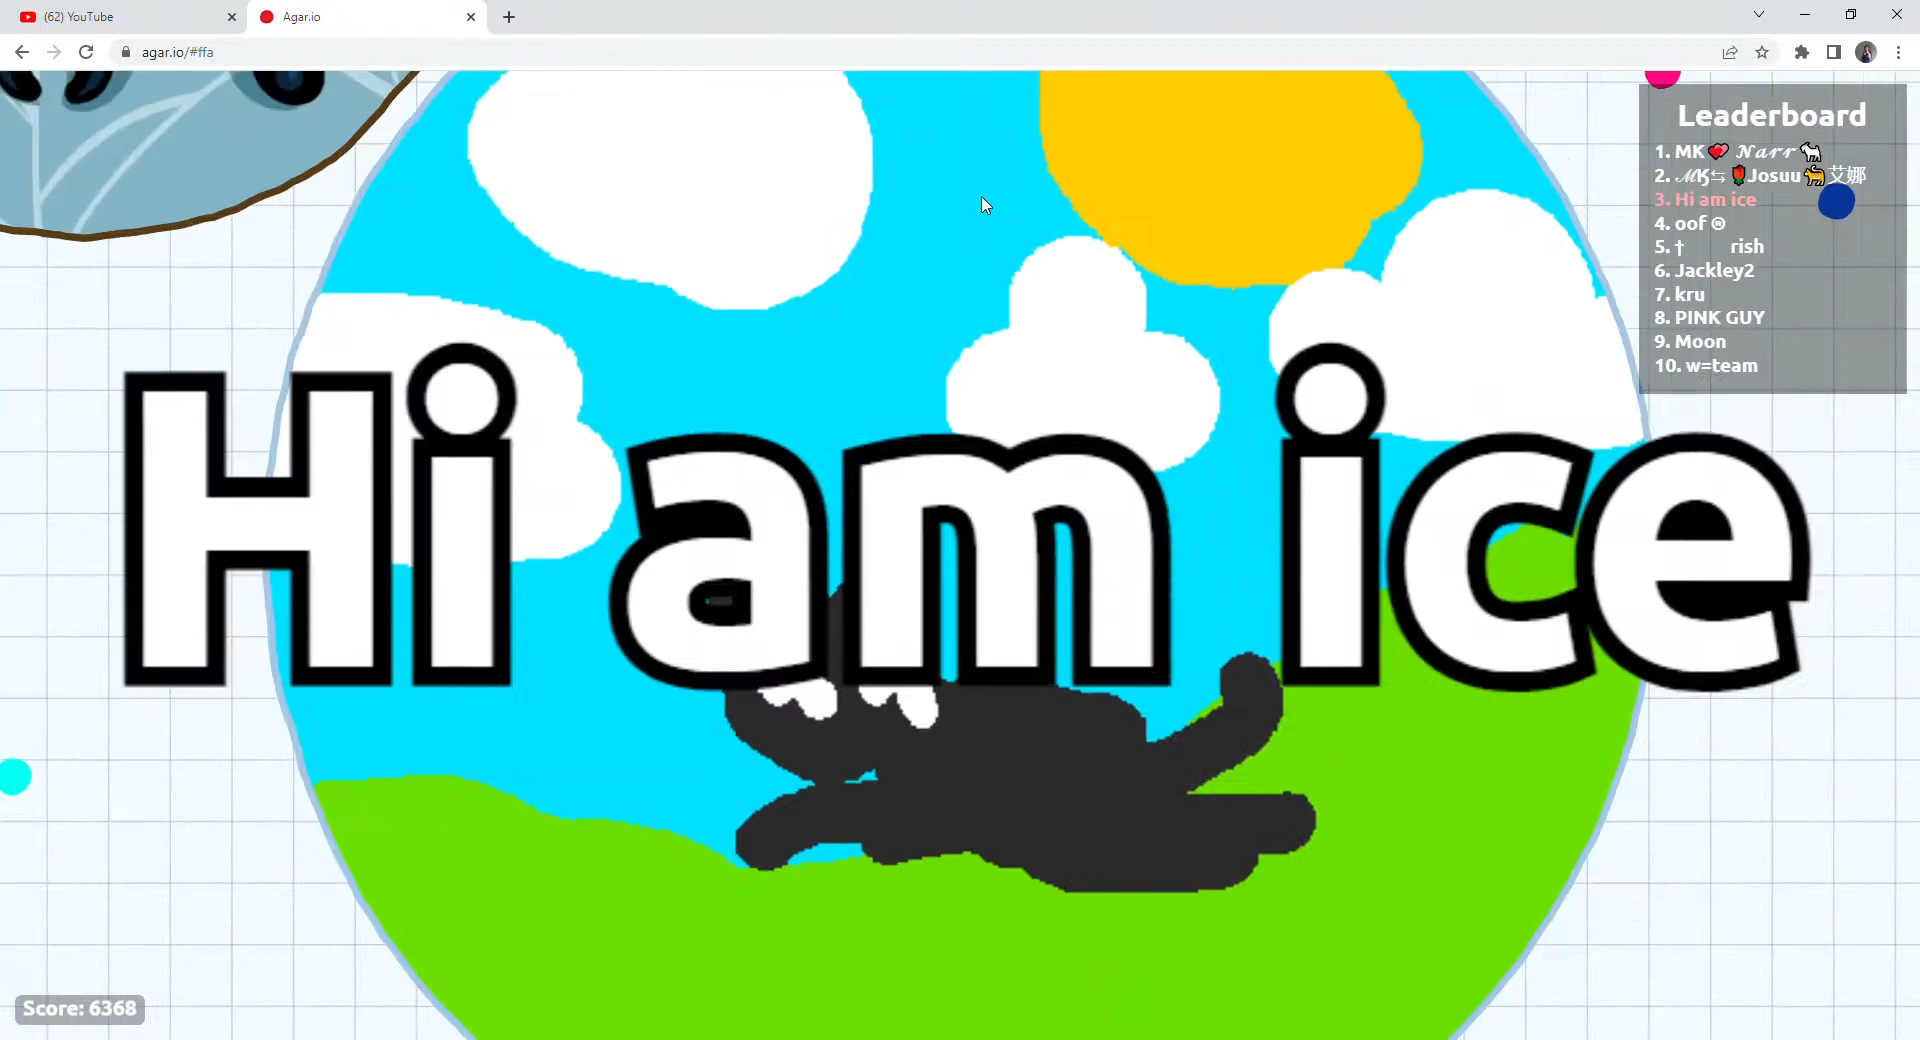 (62) YouTube
Agar.io
agar.io/#ffa
Leaderboard
1. MK❤️ 𝓝𝓪𝓻𝓻 🐐
2. ℳӃ⇆🌹Josuu🐈艾娜
3. Hi am ice
4. oof ®
5. † rish
6. Jackley2
7. kru
8. PINK GUY
9. Moon
10. w=team
Hi am ice
Score: 6368